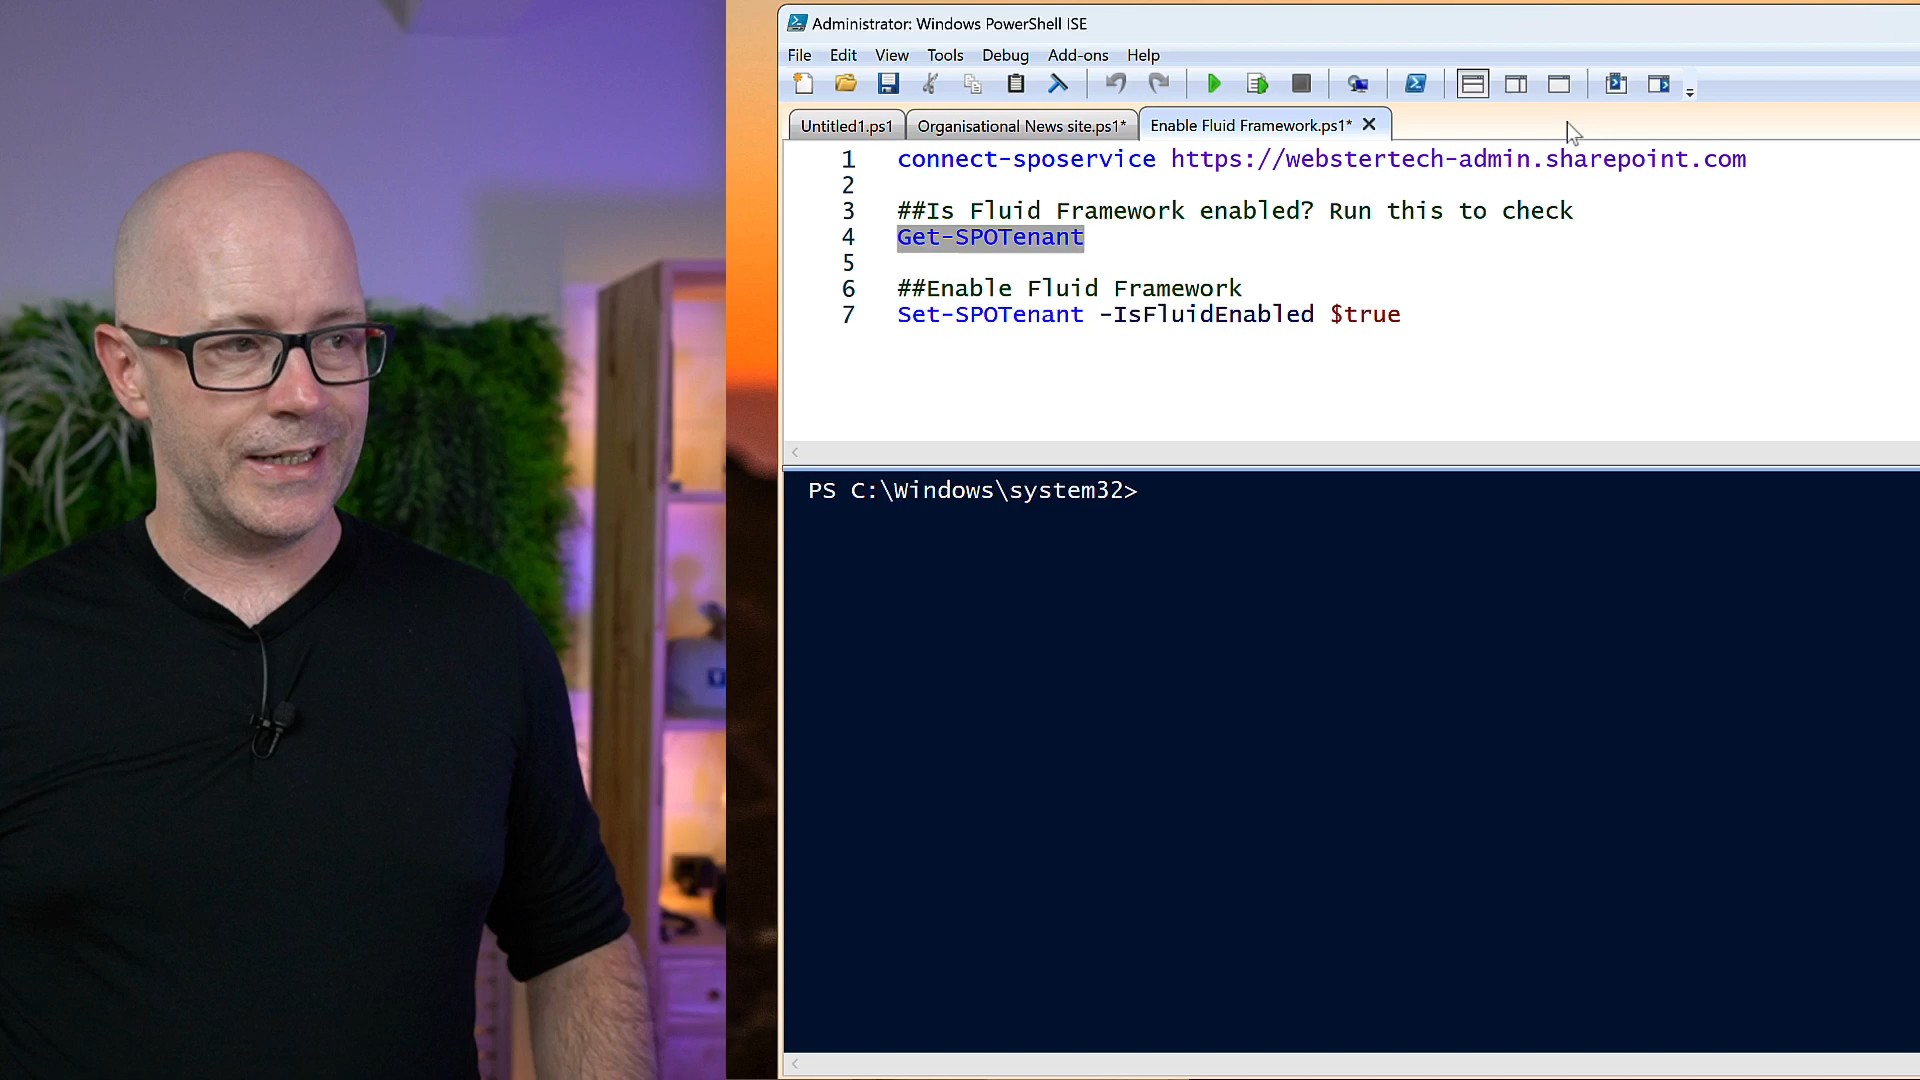 Administrator: Windows PowerShell ISE
File Edit View Tools Debug Add-ons Help
Untitled1.ps1 Organisational News site.ps1* Enable Fluid Framework.ps1*
1 connect-sposervice https://webstertech-admin.sharepoint.com
2
3 ##Is Fluid Framework enabled? Run this to check
4 Get-SPOTenant
5
6 ##Enable Fluid Framework
7 Set-SPOTenant -IsFluidEnabled $true
PS C:\Windows\system32>